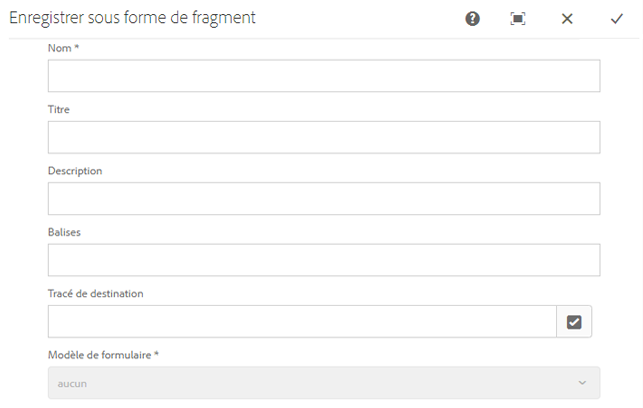 Enregistrer sous forme de fragment
Nom *
Titre
Description
Balises
Tracé de destination
Modèle de formulaire *
aucun